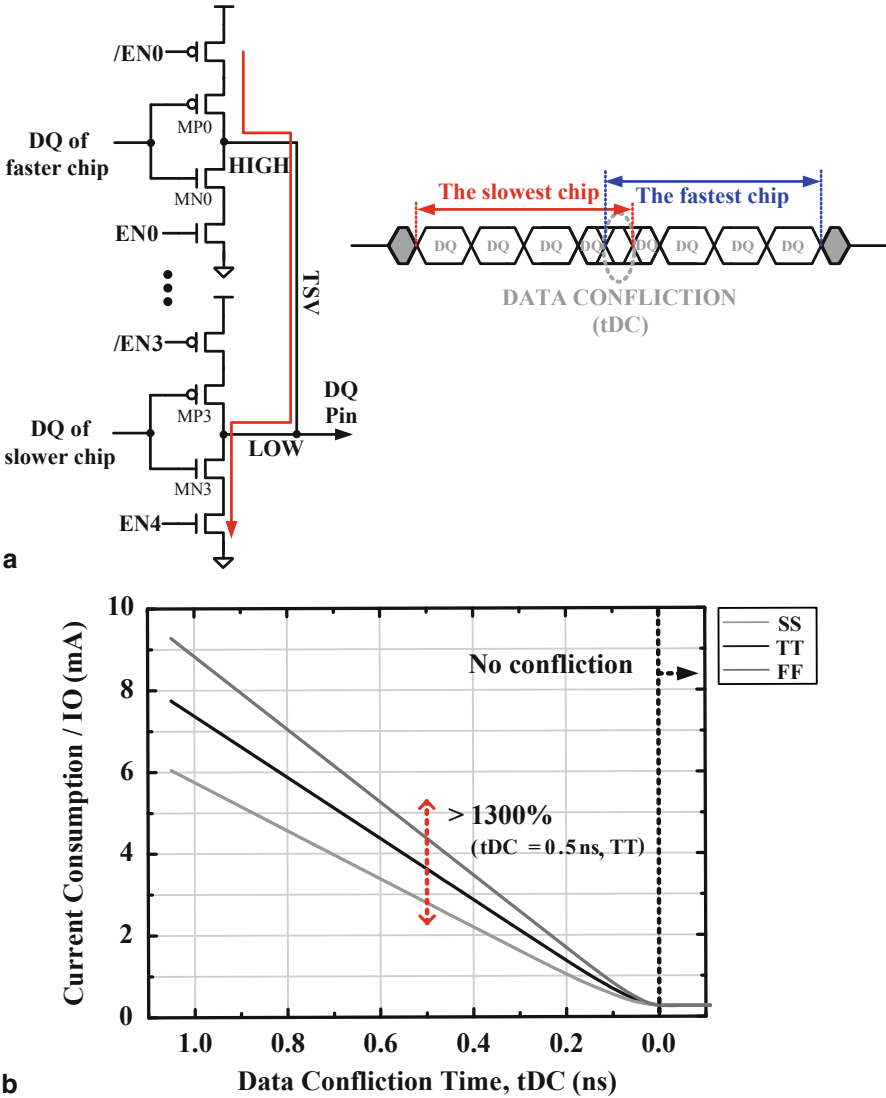 /EN0
MP0
DQ of
faster chip
HIGH
MN0
EN0
TSV
/EN3
MP3
DQ
Pin
DQ of
slower chip
LOW
MN3
EN4
a
The slowest chip
The fastest chip
DQ DQ DQ DQ DQ DQ DQ DQ
DATA CONFLICTION
(tDC)
10
8
6
4
2
0
Current Consumption / IO (mA)
No confliction
> 1300%
(tDC = 0.5ns, TT)
SS
TT
FF
1.0 0.8 0.6 0.4 0.2 0.0
Data Confliction Time, tDC (ns)
b